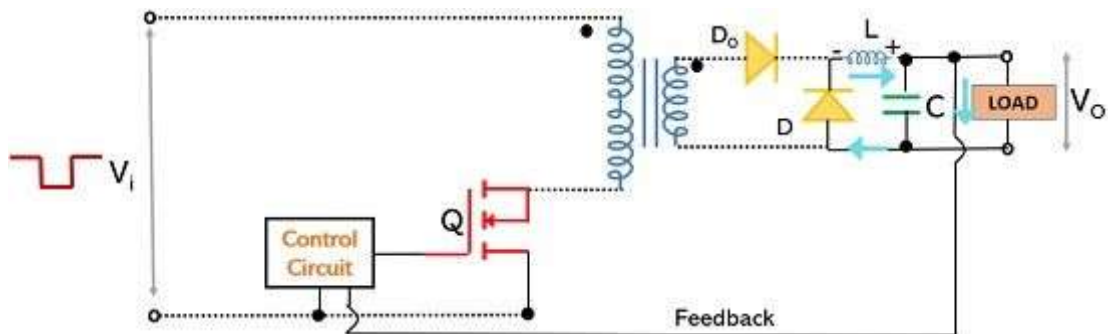 L
Dₒ
- +
C
LOAD
Vₒ
D
Vᵢ
Q
Control
Circuit
Feedback